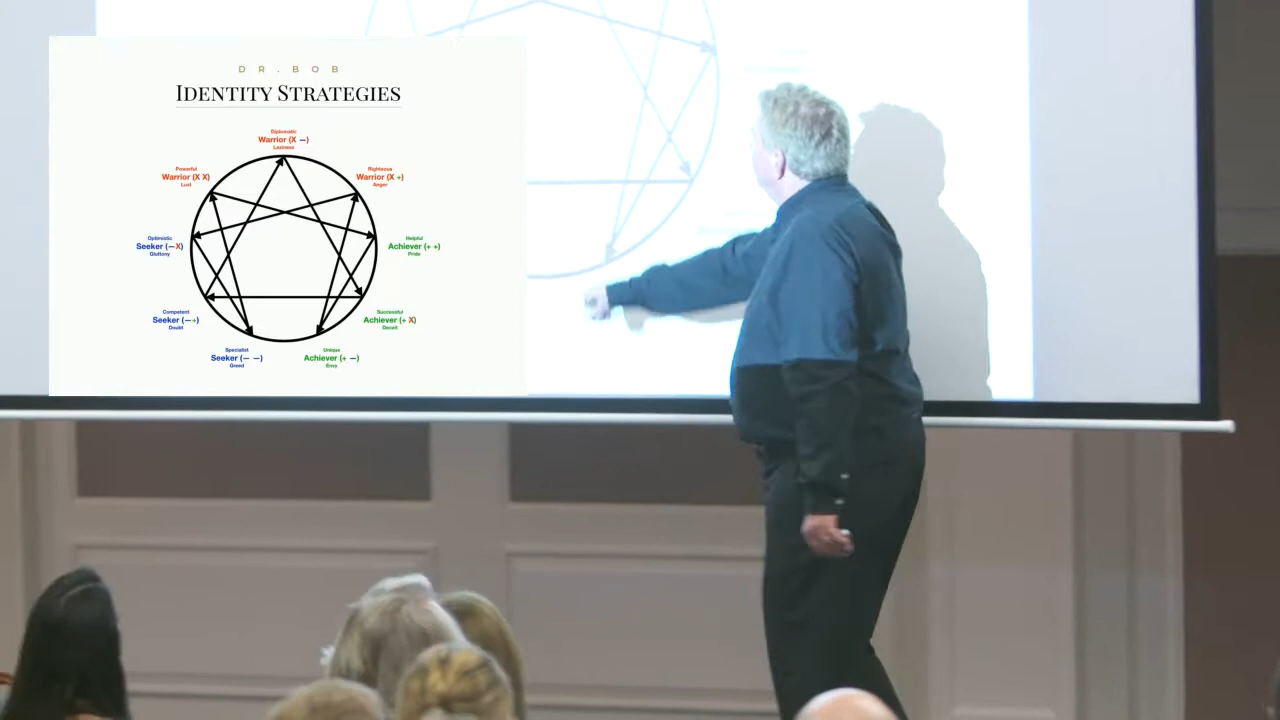 DR. BOB
IDENTITY STRATEGIES
Diplomatic
Warrior (X —)
Laziness
Powerful
Warrior (X X)
Lust
Righteous
Warrior (X +)
Anger
Optimistic
Seeker (—X)
Gluttony
Helpful
Achiever (+ +)
Pride
Competent
Seeker (—+)
Doubt
Successful
Achiever (+ X)
Deceit
Specialist
Seeker (— —)
Greed
Unique
Achiever (+ —)
Envy